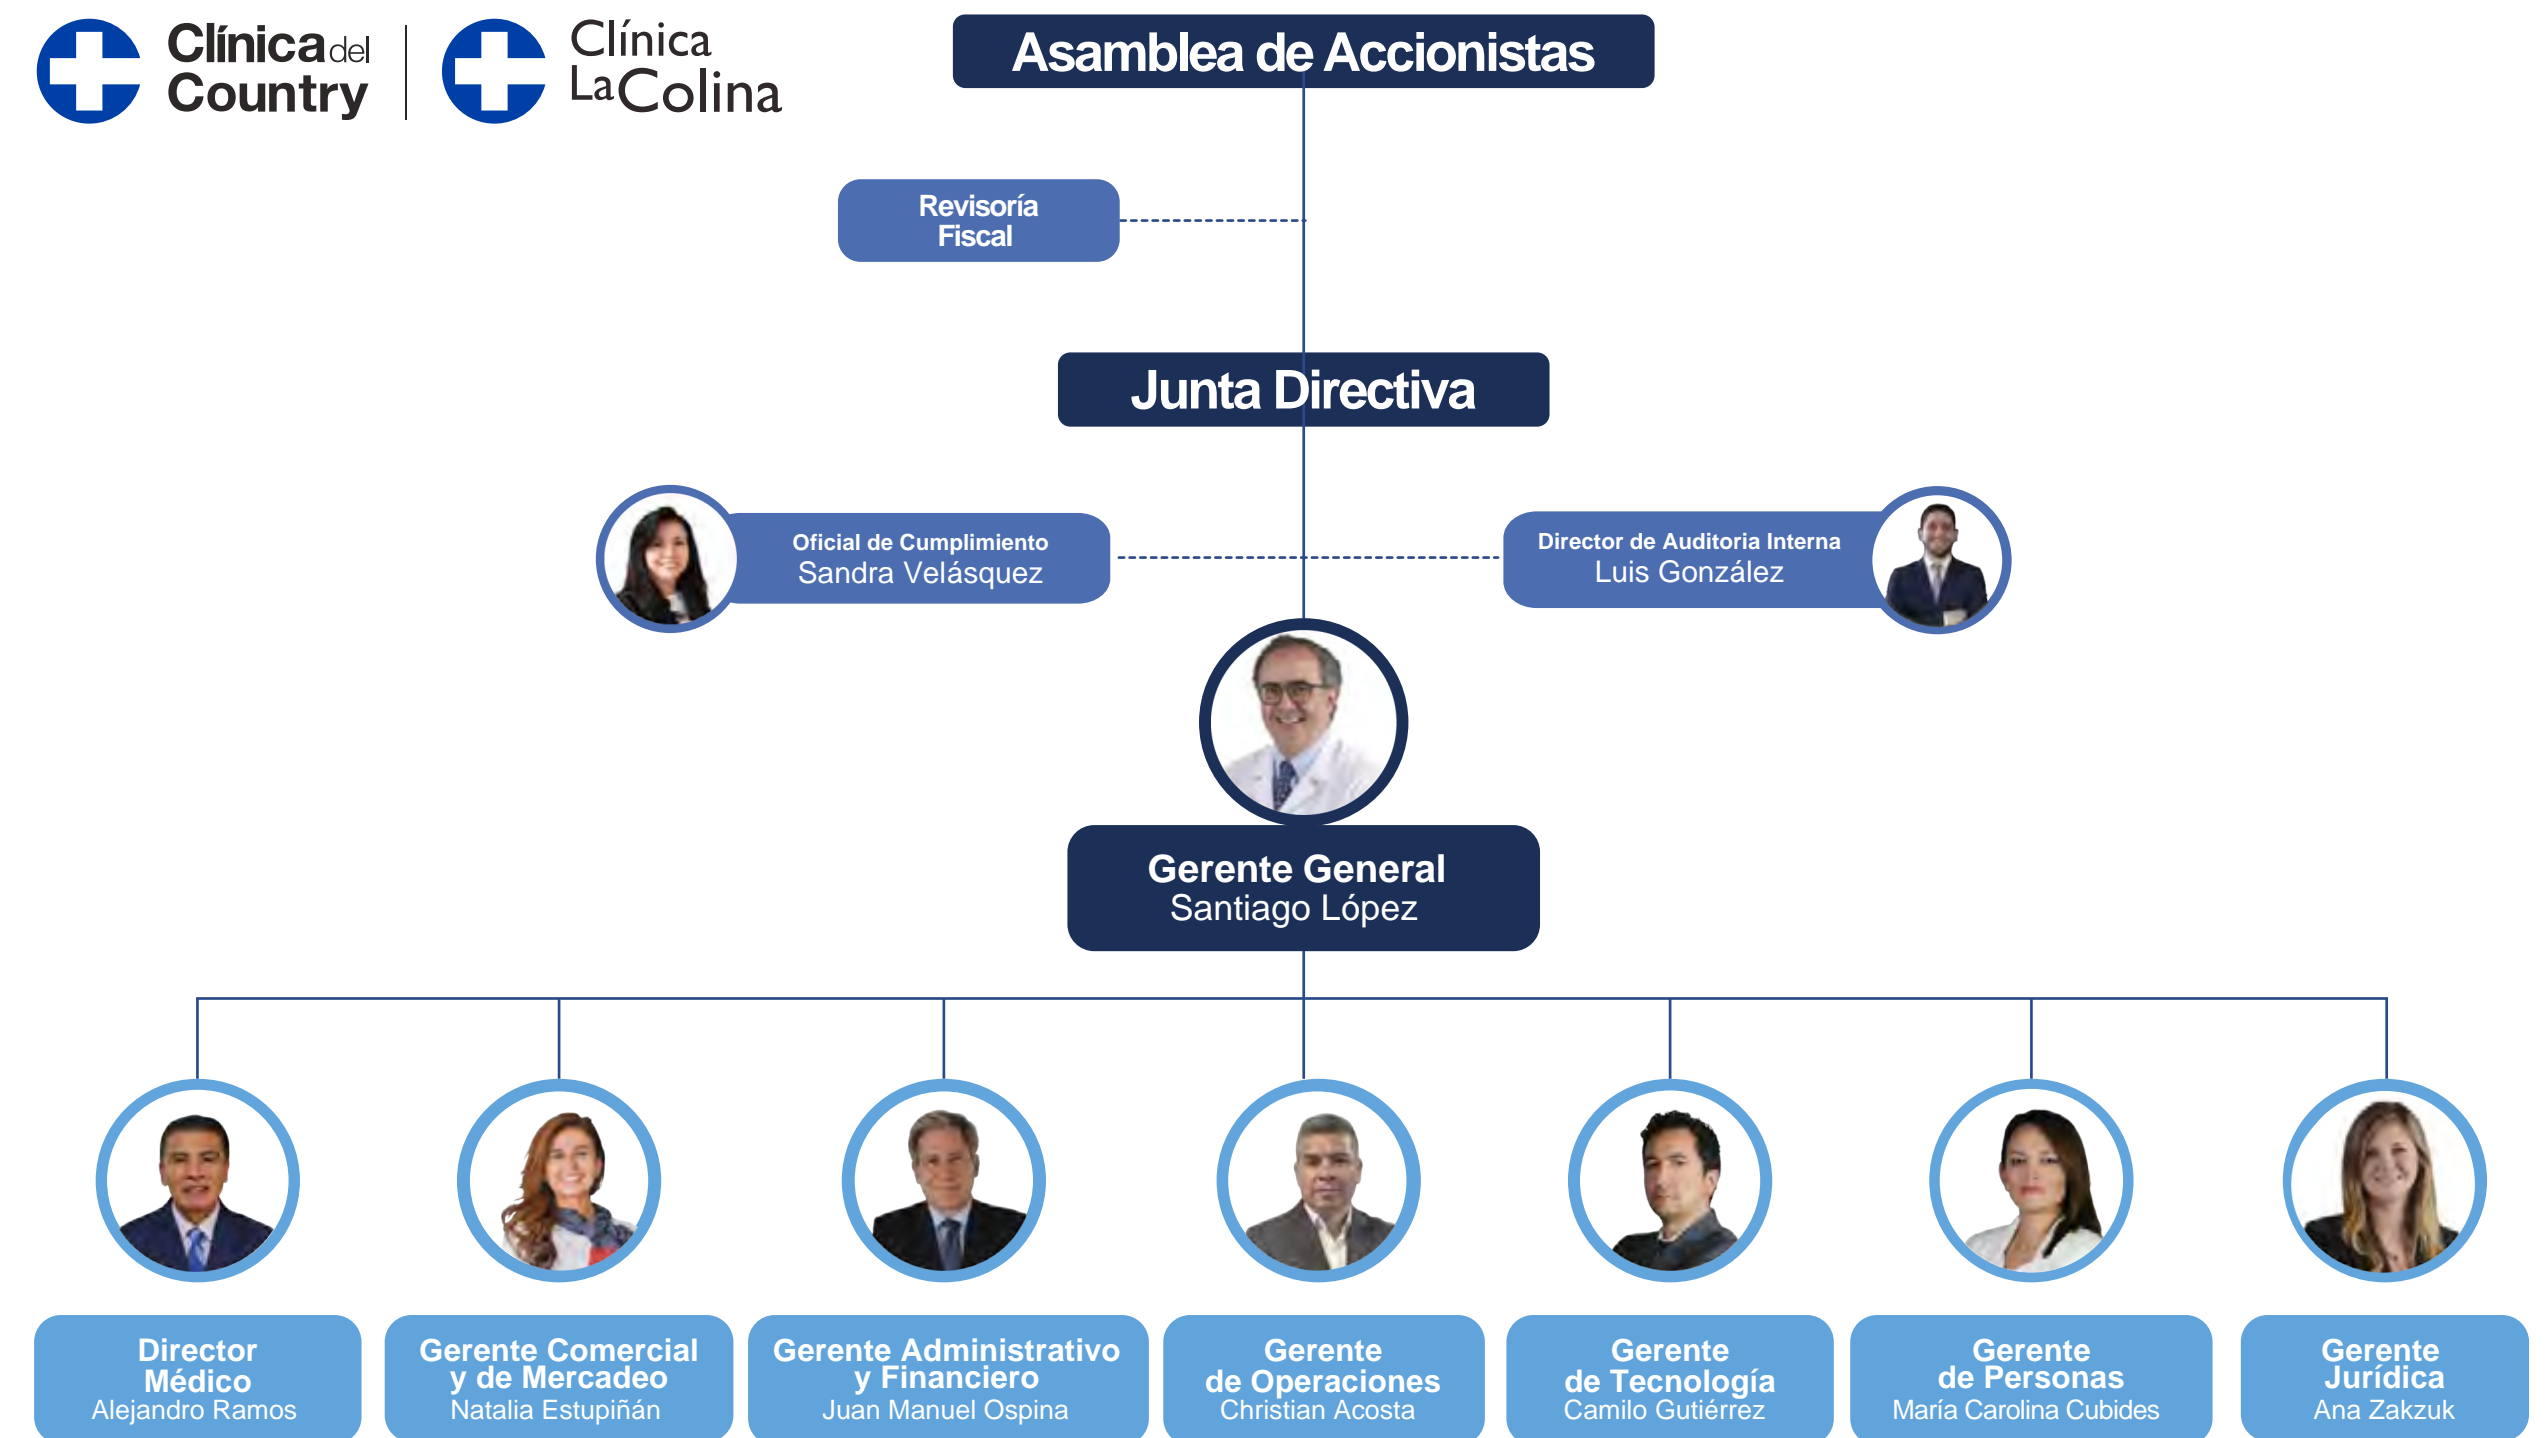 Clínica del
Country
Clínica
La Colina
Asamblea de Accionistas
Revisoría
Fiscal
Junta Directiva
Oficial de Cumplimiento
Sandra Velásquez
Director de Auditoria Interna
Luis González
Gerente General
Santiago López
Director
Médico
Alejandro Ramos
Gerente Comercial
y de Mercadeo
Natalia Estupiñán
Gerente Administrativo
y Financiero
Juan Manuel Ospina
Gerente
de Operaciones
Christian Acosta
Gerente
de Tecnología
Camilo Gutiérrez
Gerente
de Personas
María Carolina Cubides
Gerente
Jurídica
Ana Zakzuk